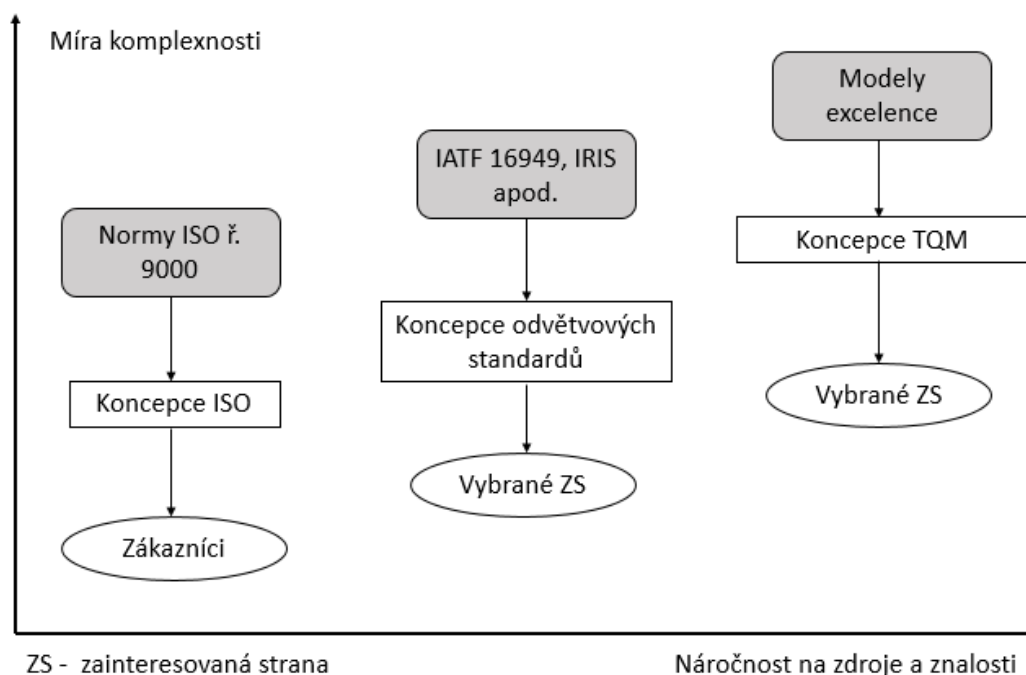 Míra komplexnosti
Modely
excelence
IATF 16949, IRIS
apod.
Normy ISO ř.
9000
Koncepce TQM
Koncepce odvětvových
standardů
Koncepce ISO
Vybrané ZS
Vybrané ZS
Zákazníci
ZS - zainteresovaná strana
Náročnost na zdroje a znalosti